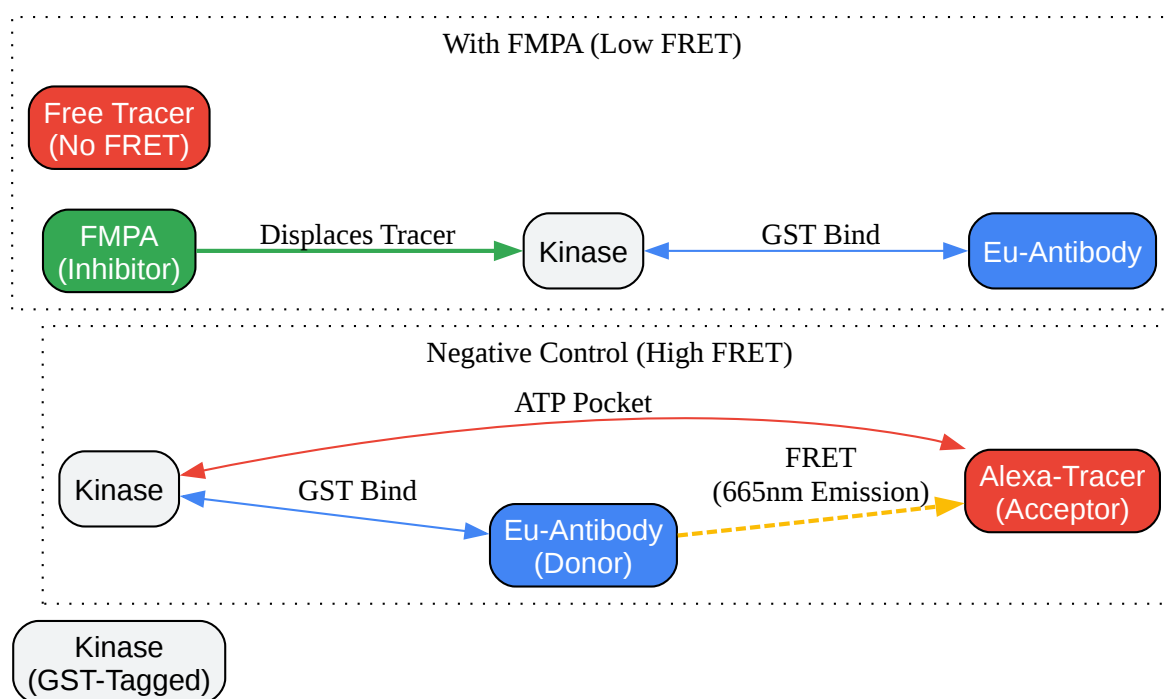 With FMPA (Low FRET)
Free Tracer
(No FRET)
FMPA
(Inhibitor)
Displaces Tracer
Kinase
GST Bind
Eu-Antibody
Negative Control (High FRET)
ATP Pocket
Kinase
GST Bind
Eu-Antibody
(Donor)
FRET
(665nm Emission)
Alexa-Tracer
(Acceptor)
Kinase
(GST-Tagged)